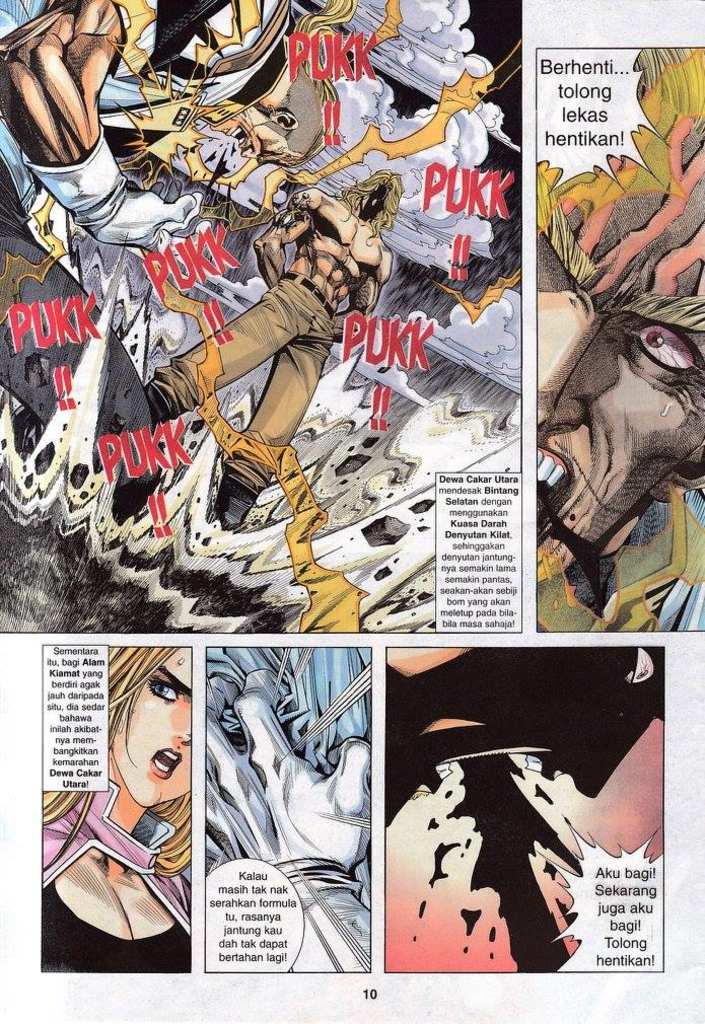 PUKK
!!
PUKK
!!
PUKK
!!
PUKK
!!
PUKK
!!
PUKK
!!
Dewa Cakar Utara
mendesak Bintang
Selatan dengan
menggunakan
Kuasa Darah
Denyutan Kilat,
sehinggakan
denyutan jantung-
nya semakin lama
semakin pantas,
seakan-akan sebiji
bom yang akan
meletup pada bila-
bila masa sahaja!
Berhenti...
tolong
lekas
hentikan!
Sementara
itu, bagi Alam
Kiamat yang
berdiri agak
jauh daripada
situ, dia sedar
bahawa
inilah akibat-
nya mem-
bangkitkan
kemarahan
Dewa Cakar
Utara!
Kalau
masih tak nak
serahkan formula
tu, rasanya
jantung kau
dah tak dapat
bertahan lagi!
Aku bagi!
Sekarang
juga aku
bagi!
Tolong
hentikan!
10